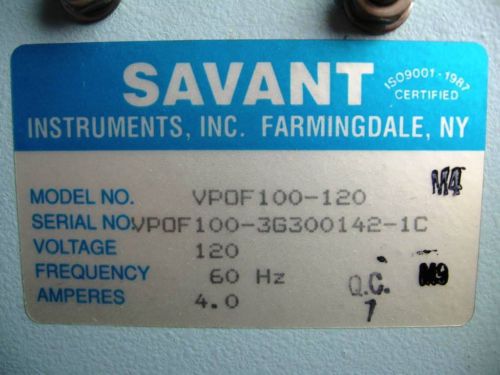 SAVANT
ISO9001-1987
CERTIFIED
INSTRUMENTS, INC. FARMINGDALE, NY
MODEL NO. VPOF100-120 M4
SERIAL NO. VPOF100-3G300142-1C
VOLTAGE 120
FREQUENCY 60 Hz M9
AMPERES 4.0 Q.C.
1